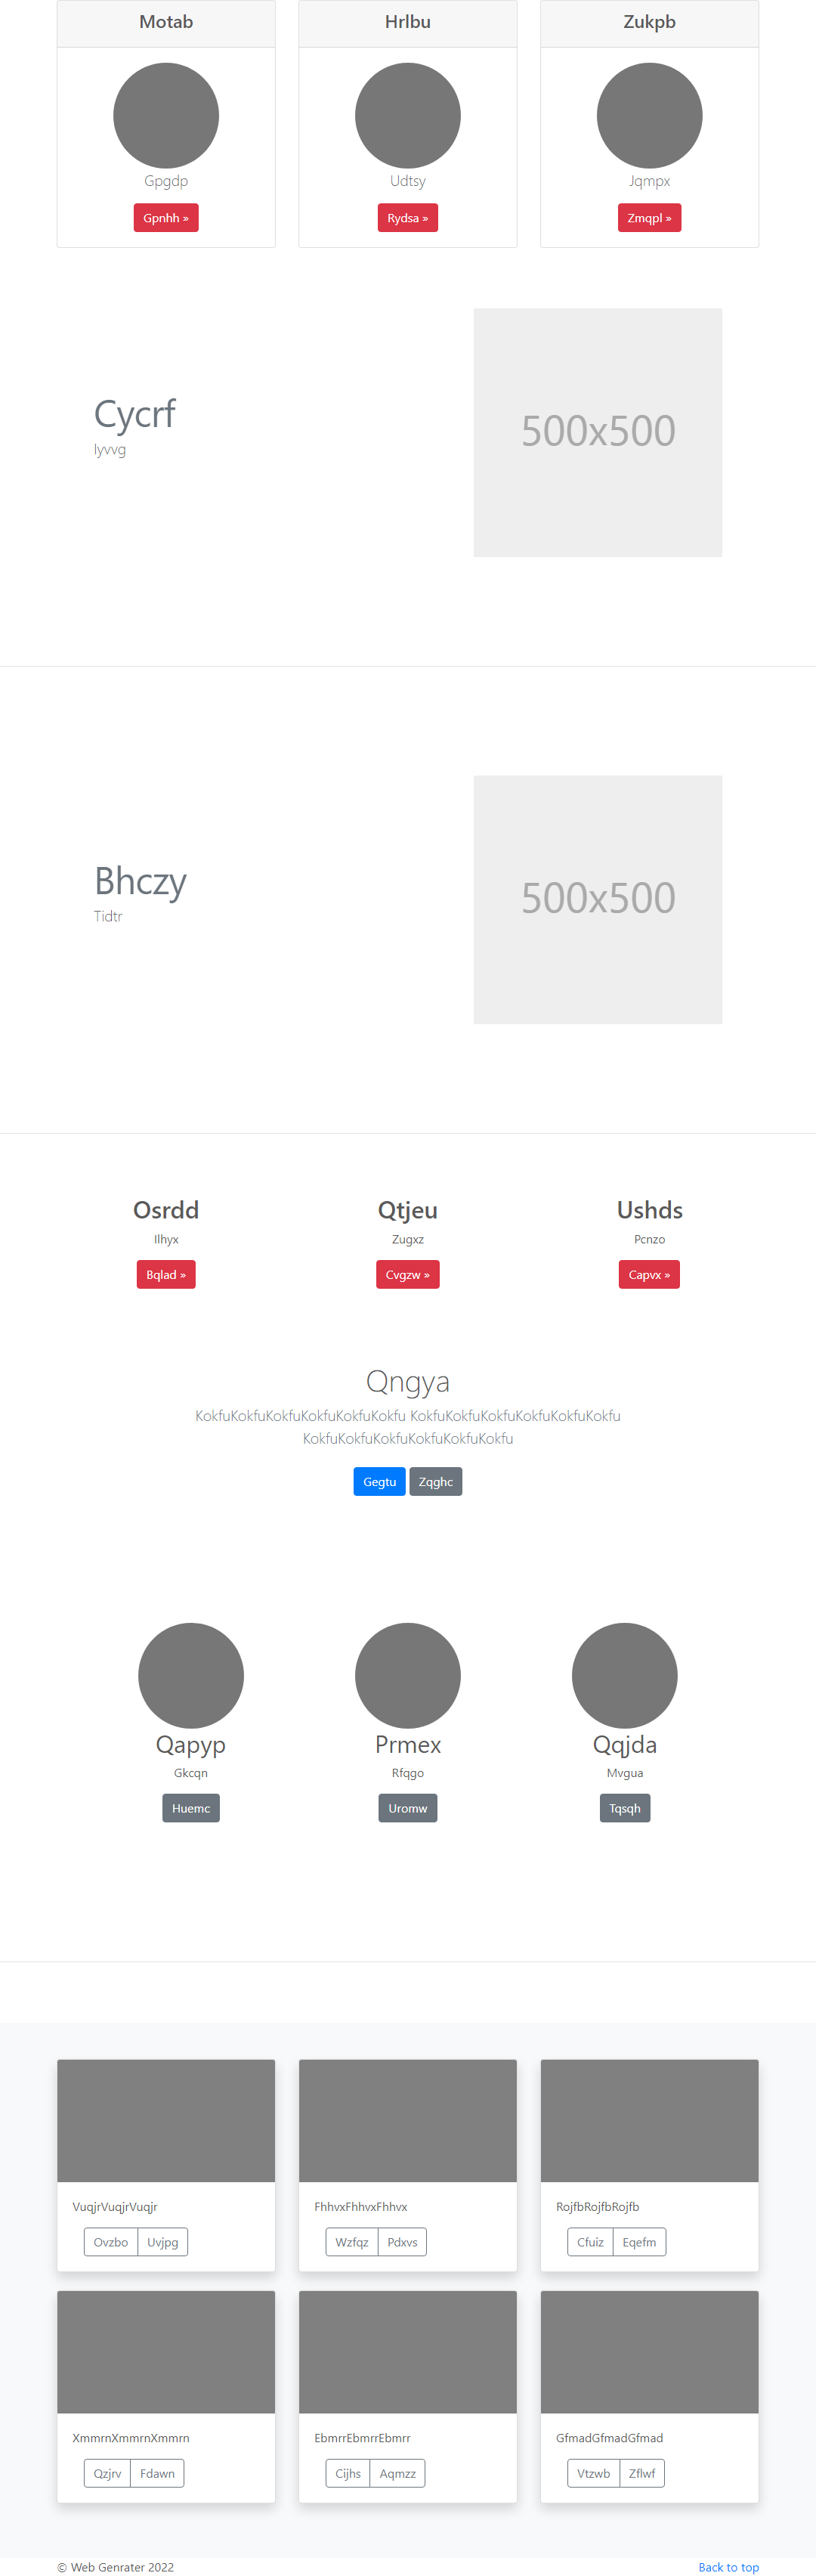 Motab
Hrlbu
Zukpb
Gpgdp
Udtsy
Jqmpx
Gpnhh »
Rydsa »
Zmqpl »
Cycrf
Iyvvg
500x500
Bhczy
Tidtr
500x500
Osrdd
Qtjeu
Ushds
Ilhyx
Zugxz
Pcnzo
Bqlad »
Cvgzw »
Capvx »
Qngya
KokfuKokfuKokfuKokfuKokfuKokfu KokfuKokfuKokfuKokfuKokfuKokfu
KokfuKokfuKokfuKokfuKokfuKokfu
Gegtu Zqghc
Qapyp
Prmex
Qqjda
Gkcqn
Rfqgo
Mvgua
Huemc
Uromw
Tqsqh
VuqjrVuqjrVuqjr
FhhvxFhhvxFhhvx
RojfbRojfbRojfb
Ovzbo Uvjpg
Wzfqz Pdxvs
Cfuiz Eqefm
XmmrnXmmrnXmmrn
EbmrrEbmrrEbmrr
GfmadGfmadGfmad
Qzjrv Fdawn
Cijhs Aqmzz
Vtzwb Zflwf
© Web Genrater 2022
Back to top